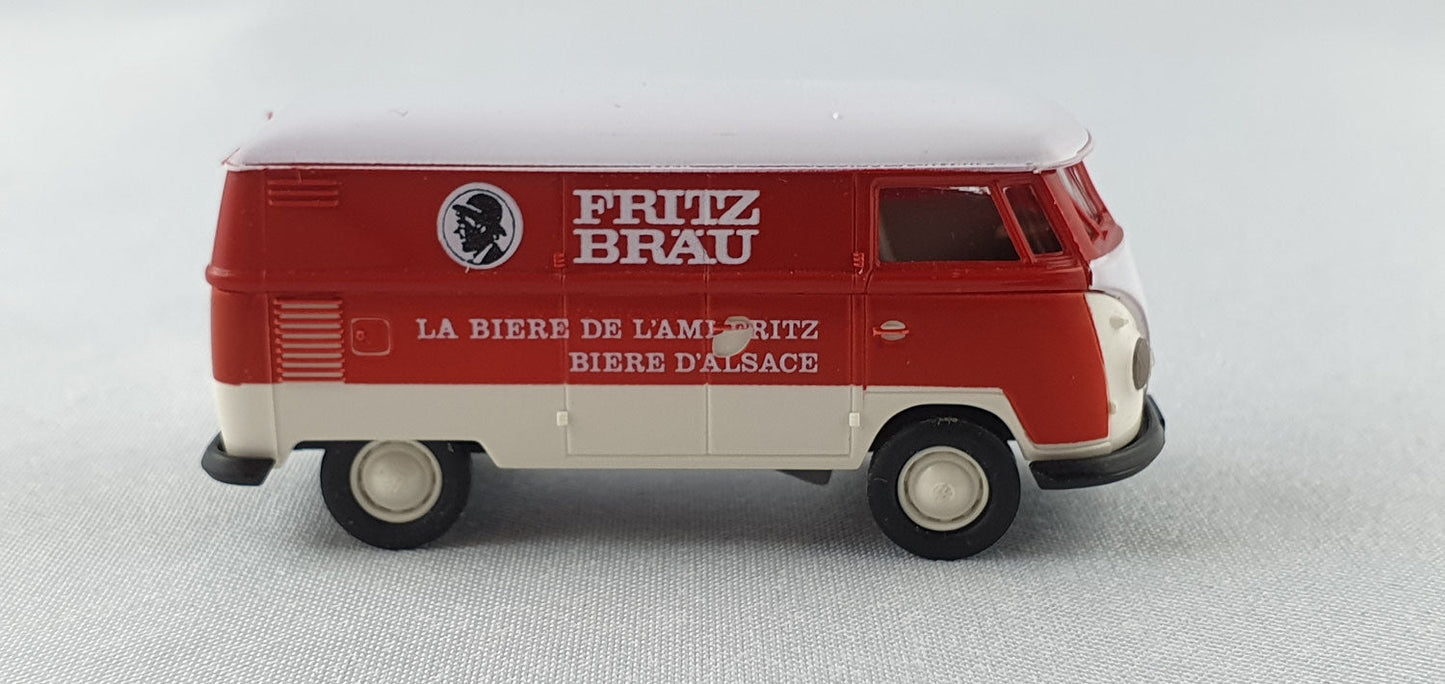 FRITZ
BRÄU
LA BIERE DE L'AMI FRITZ
BIERE D'ALSACE